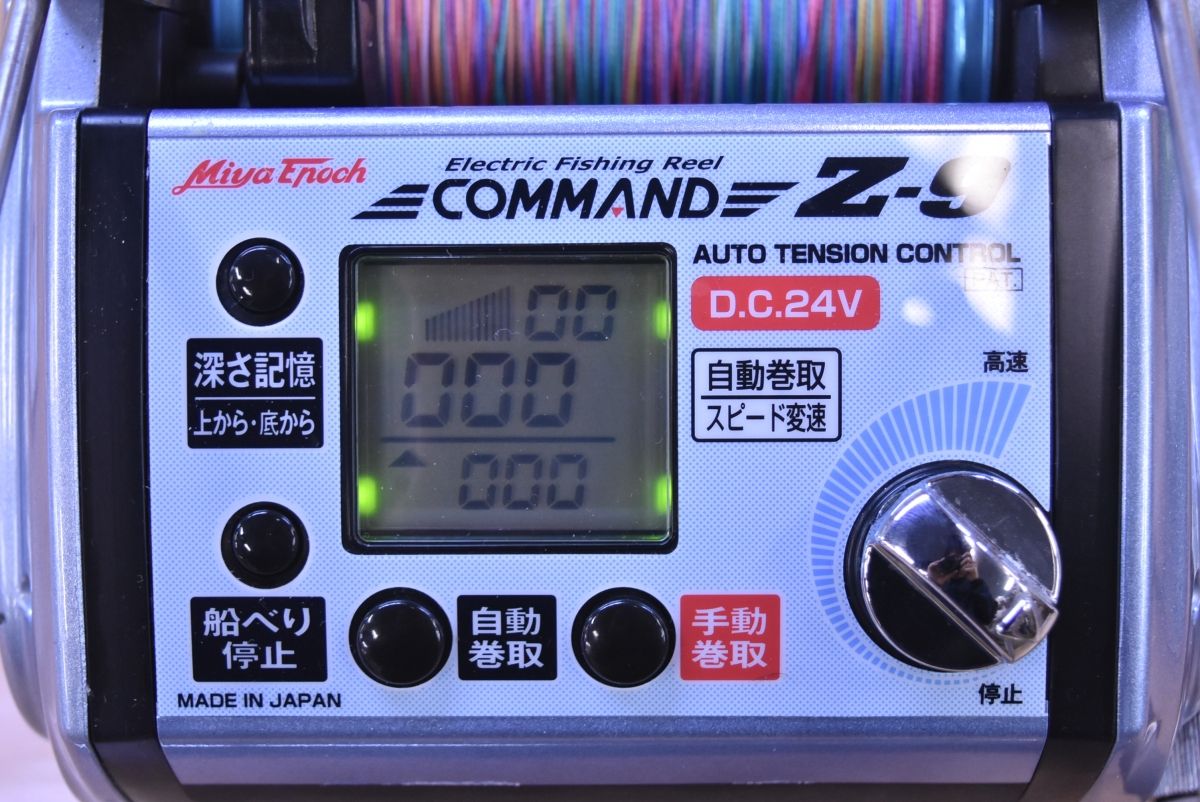 Miya Epoch
Electric Fishing Reel
COMMAND Z-9
AUTO TENSION CONTROL
PAT.
D.C.24V
00
000
000
深さ記憶
上から・底から
自動巻取
スピード変速
高速
船べり
停止
自動
巻取
手動
巻取
停止
MADE IN JAPAN